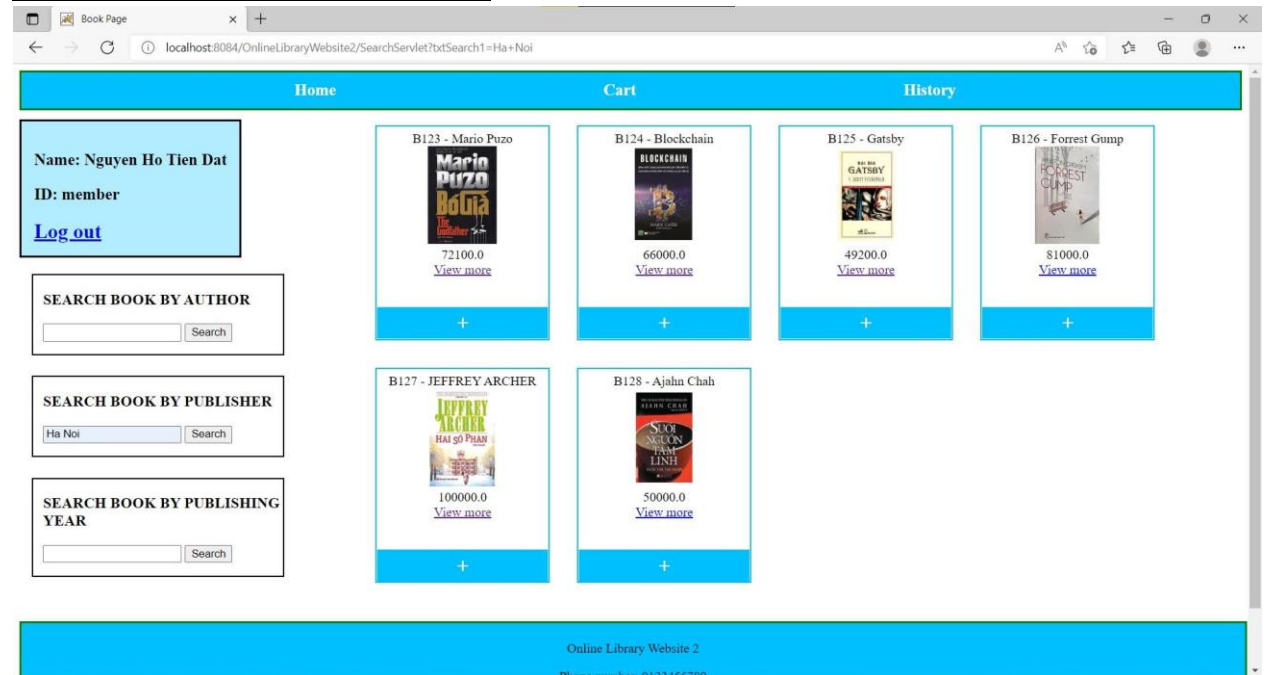 Book Page
localhost:8084/OnlineLibraryWebsite2/SearchServlet?txtSearch1=Ha+Noi
Home Cart History
Name: Nguyen Ho Tien Dat
ID: member
Log out
SEARCH BOOK BY AUTHOR
Search
SEARCH BOOK BY PUBLISHER
Ha Noi Search
SEARCH BOOK BY PUBLISHING
YEAR
Search
B123 - Mario Puzo
Mario
PUZO
BốGià
The
Godfather
72100.0
View more
+
B124 - Blockchain
BLOCKCHAIN
66000.0
View more
+
B125 - Gatsby
ĐẠI GIA
GATSBY
49200.0
View more
+
B126 - Forrest Gump
FORREST
GUMP
81000.0
View more
+
B127 - JEFFREY ARCHER
JEFFREY
ARCHER
HAI SỐ PHẬN
100000.0
View more
+
B128 - Ajahn Chah
AJAHN CHAH
SUỐI
NGUỒN
TÂM
LINH
50000.0
View more
+
Online Library Website 2